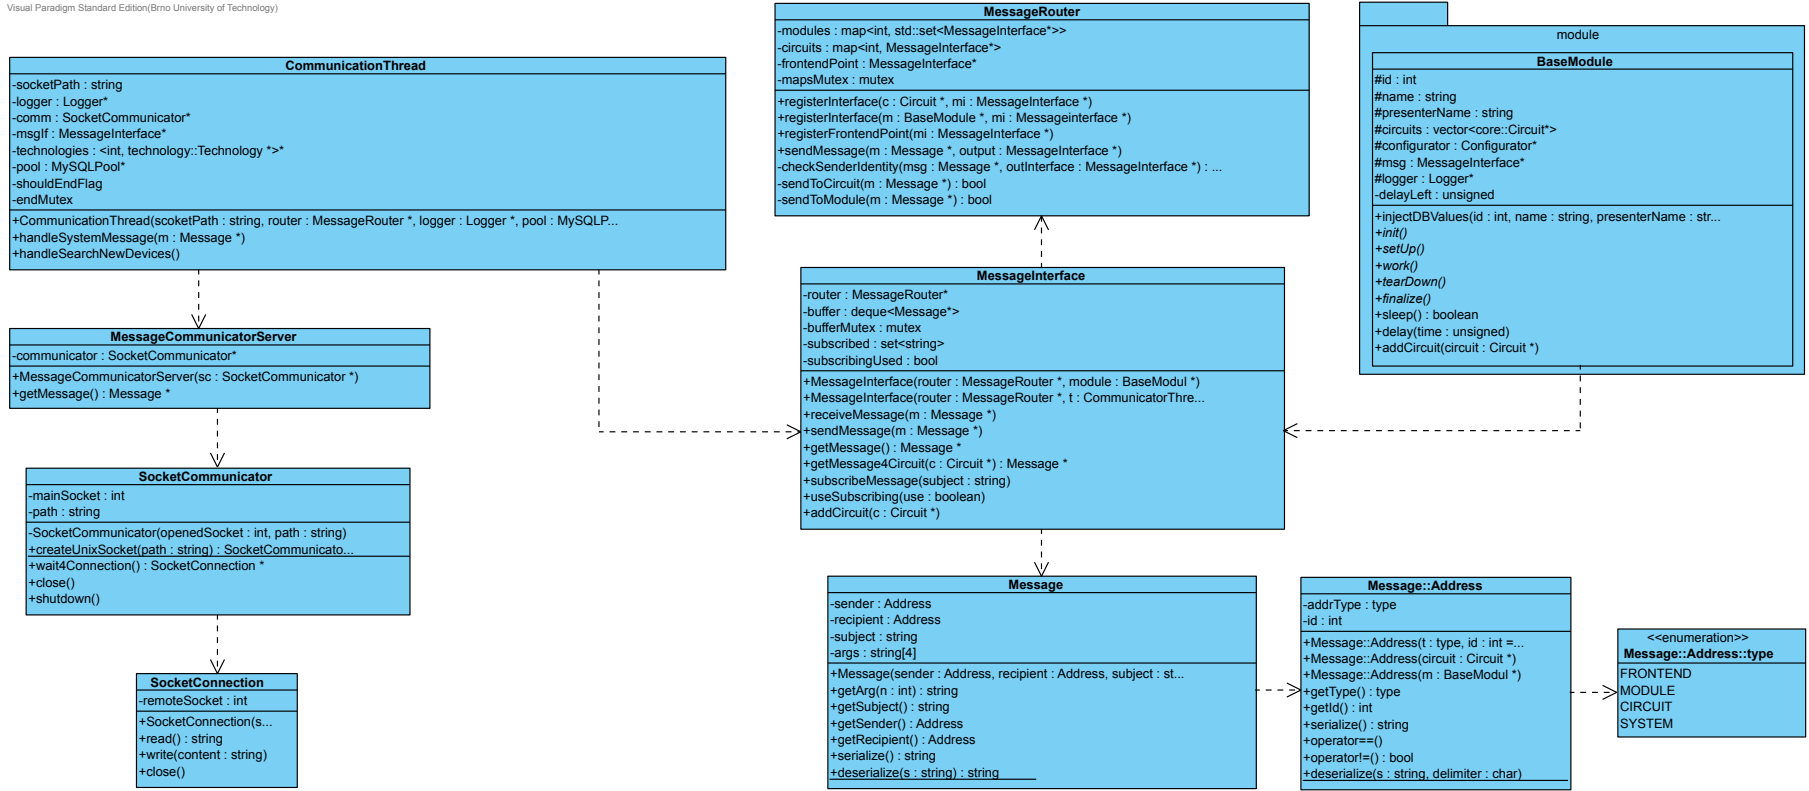 Visual Paradigm Standard Edition(Brno University of Technology)
CommunicationThread
-socketPath : string
-logger : Logger*
-comm : SocketCommunicator*
-msgIf : MessageInterface*
-technologies : <int, technology::Technology *>*
-pool : MySQLPool*
-shouldEndFlag
-endMutex
+CommunicationThread(scoketPath : string, router : MessageRouter *, logger : Logger *, pool : MySQLP...
+handleSystemMessage(m : Message *)
+handleSearchNewDevices()
MessageCommunicatorServer
-communicator : SocketCommunicator*
+MessageCommunicatorServer(sc : SocketCommunicator *)
+getMessage() : Message *
SocketCommunicator
-mainSocket : int
-path : string
-SocketCommunicator(openedSocket : int, path : string)
+createUnixSocket(path : string) : SocketCommunicato...
+wait4Connection() : SocketConnection *
+close()
+shutdown()
SocketConnection
-remoteSocket : int
+SocketConnection(s...
+read() : string
+write(content : string)
+close()
MessageRouter
-modules : map<int, std::set<MessageInterface*>>
-circuits : map<int, MessageInterface*>
-frontendPoint : MessageInterface*
-mapsMutex : mutex
+registerInterface(c : Circuit *, mi : MessageInterface *)
+registerInterface(m : BaseModule *, mi : Messageinterface *)
+registerFrontendPoint(mi : MessageInterface *)
+sendMessage(m : Message *, output : MessageInterface *)
-checkSenderIdentity(msg : Message *, outInterface : MessageInterface *) : ...
-sendToCircuit(m : Message *) : bool
-sendToModule(m : Message *) : bool
MessageInterface
-router : MessageRouter*
-buffer : deque<Message*>
-bufferMutex : mutex
-subscribed : set<string>
-subscribingUsed : bool
+MessageInterface(router : MessageRouter *, module : BaseModul *)
+MessageInterface(router : MessageRouter *, t : CommunicatorThre...
+receiveMessage(m : Message *)
+sendMessage(m : Message *)
+getMessage() : Message *
+getMessage4Circuit(c : Circuit *) : Message *
+subscribeMessage(subject : string)
+useSubscribing(use : boolean)
+addCircuit(c : Circuit *)
Message
-sender : Address
-recipient : Address
-subject : string
-args : string[4]
+Message(sender : Address, recipient : Address, subject : st...
+getArg(n : int) : string
+getSubject() : string
+getSender() : Address
+getRecipient() : Address
+serialize() : string
+deserialize(s : string) : string
module
BaseModule
#id : int
#name : string
#presenterName : string
#circuits : vector<core::Circuit*>
#configurator : Configurator*
#msg : MessageInterface*
#logger : Logger*
-delayLeft : unsigned
+injectDBValues(id : int, name : string, presenterName : str...
+init()
+setUp()
+work()
+tearDown()
+finalize()
+sleep() : boolean
+delay(time : unsigned)
+addCircuit(circuit : Circuit *)
Message::Address
-addrType : type
-id : int
+Message::Address(t : type, id : int =...
+Message::Address(circuit : Circuit *)
+Message::Address(m : BaseModul *)
+getType() : type
+getId() : int
+serialize() : string
+operator==()
+operator!=() : bool
+deserialize(s : string, delimiter : char)
<<enumeration>>
Message::Address::type
FRONTEND
MODULE
CIRCUIT
SYSTEM